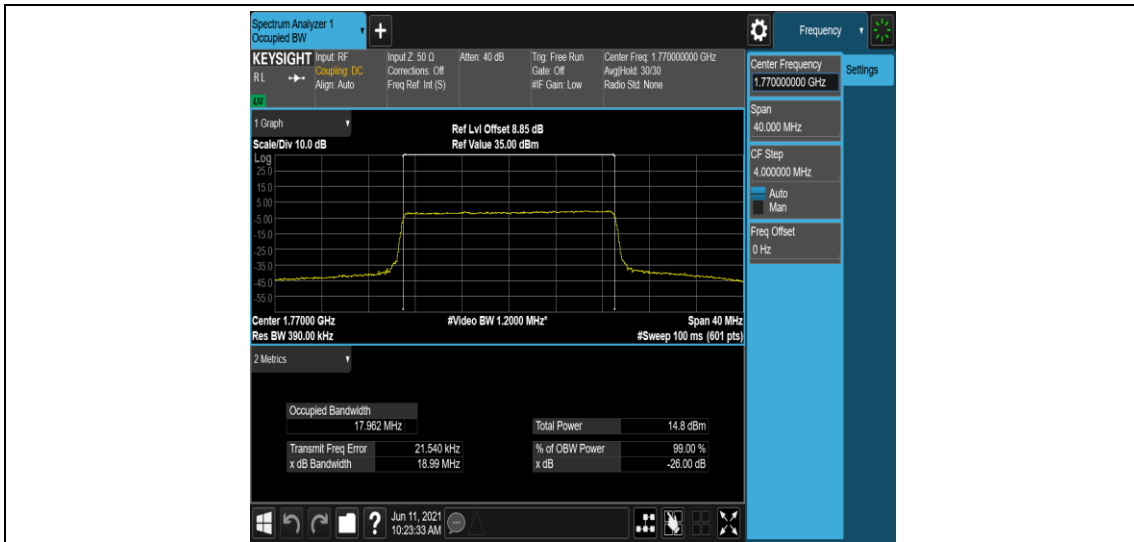 Spectrum Analyzer 1
Occupied BW
+
Frequency
KEYSIGHT
RL
LXI
Input: RF
Coupling: DC
Align: Auto
Input Z: 50 Ω
Corrections: Off
Freq Ref: Int (S)
Atten: 40 dB
Trig: Free Run
Gate: Off
#IF Gain: Low
Center Freq: 1.770000000 GHz
Avg|Hold: 30/30
Radio Std: None
Center Frequency
1.770000000 GHz
Settings
Span
40.000 MHz
CF Step
4.000000 MHz
Auto
Man
Freq Offset
0 Hz
1 Graph
Scale/Div 10.0 dB
Ref Lvl Offset 8.85 dB
Ref Value 35.00 dBm
Log
25.0
15.0
5.00
-5.00
-15.0
-25.0
-35.0
-45.0
-55.0
Center 1.77000 GHz
#Video BW 1.2000 MHz*
Span 40 MHz
Res BW 390.00 kHz
#Sweep 100 ms (601 pts)
2 Metrics
Occupied Bandwidth
17.962 MHz
Total Power 14.8 dBm
Transmit Freq Error 21.540 kHz
% of OBW Power 99.00 %
x dB Bandwidth 18.99 MHz
x dB -26.00 dB
?
Jun 11, 2021
10:23:33 AM